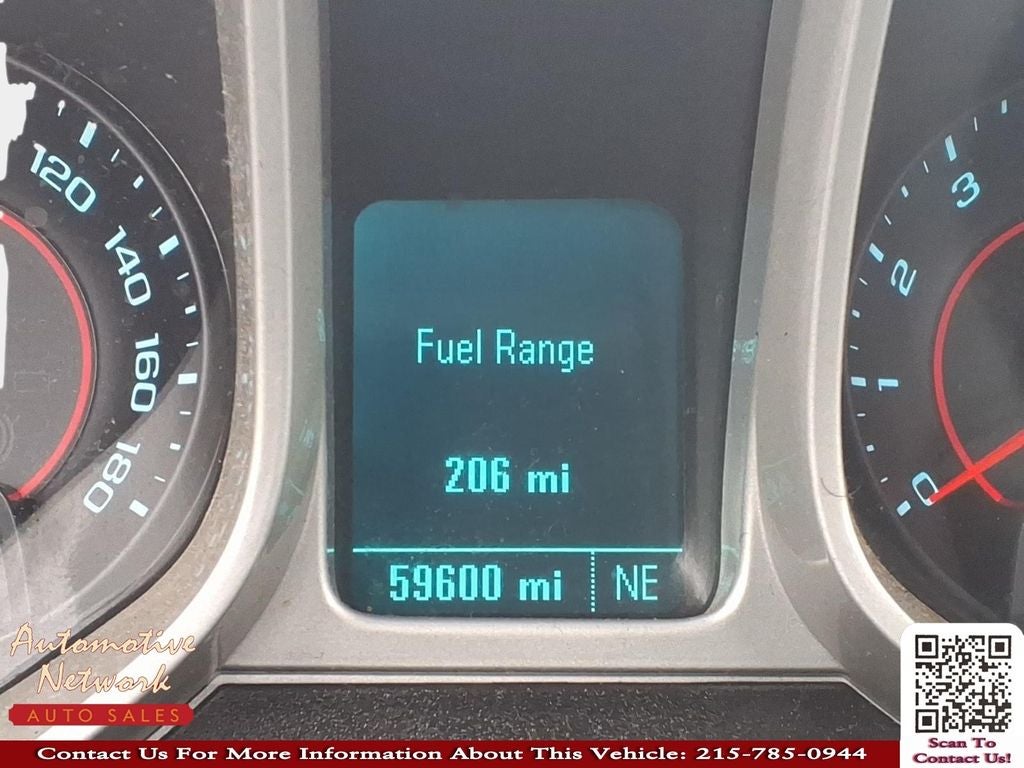 120
140
160
180
Fuel Range
206 mi
59600 mi NE
3
2
1
0
Automotive
Network
AUTO SALES
Contact Us For More Information About This Vehicle: 215-785-0944
Scan To
Contact Us!